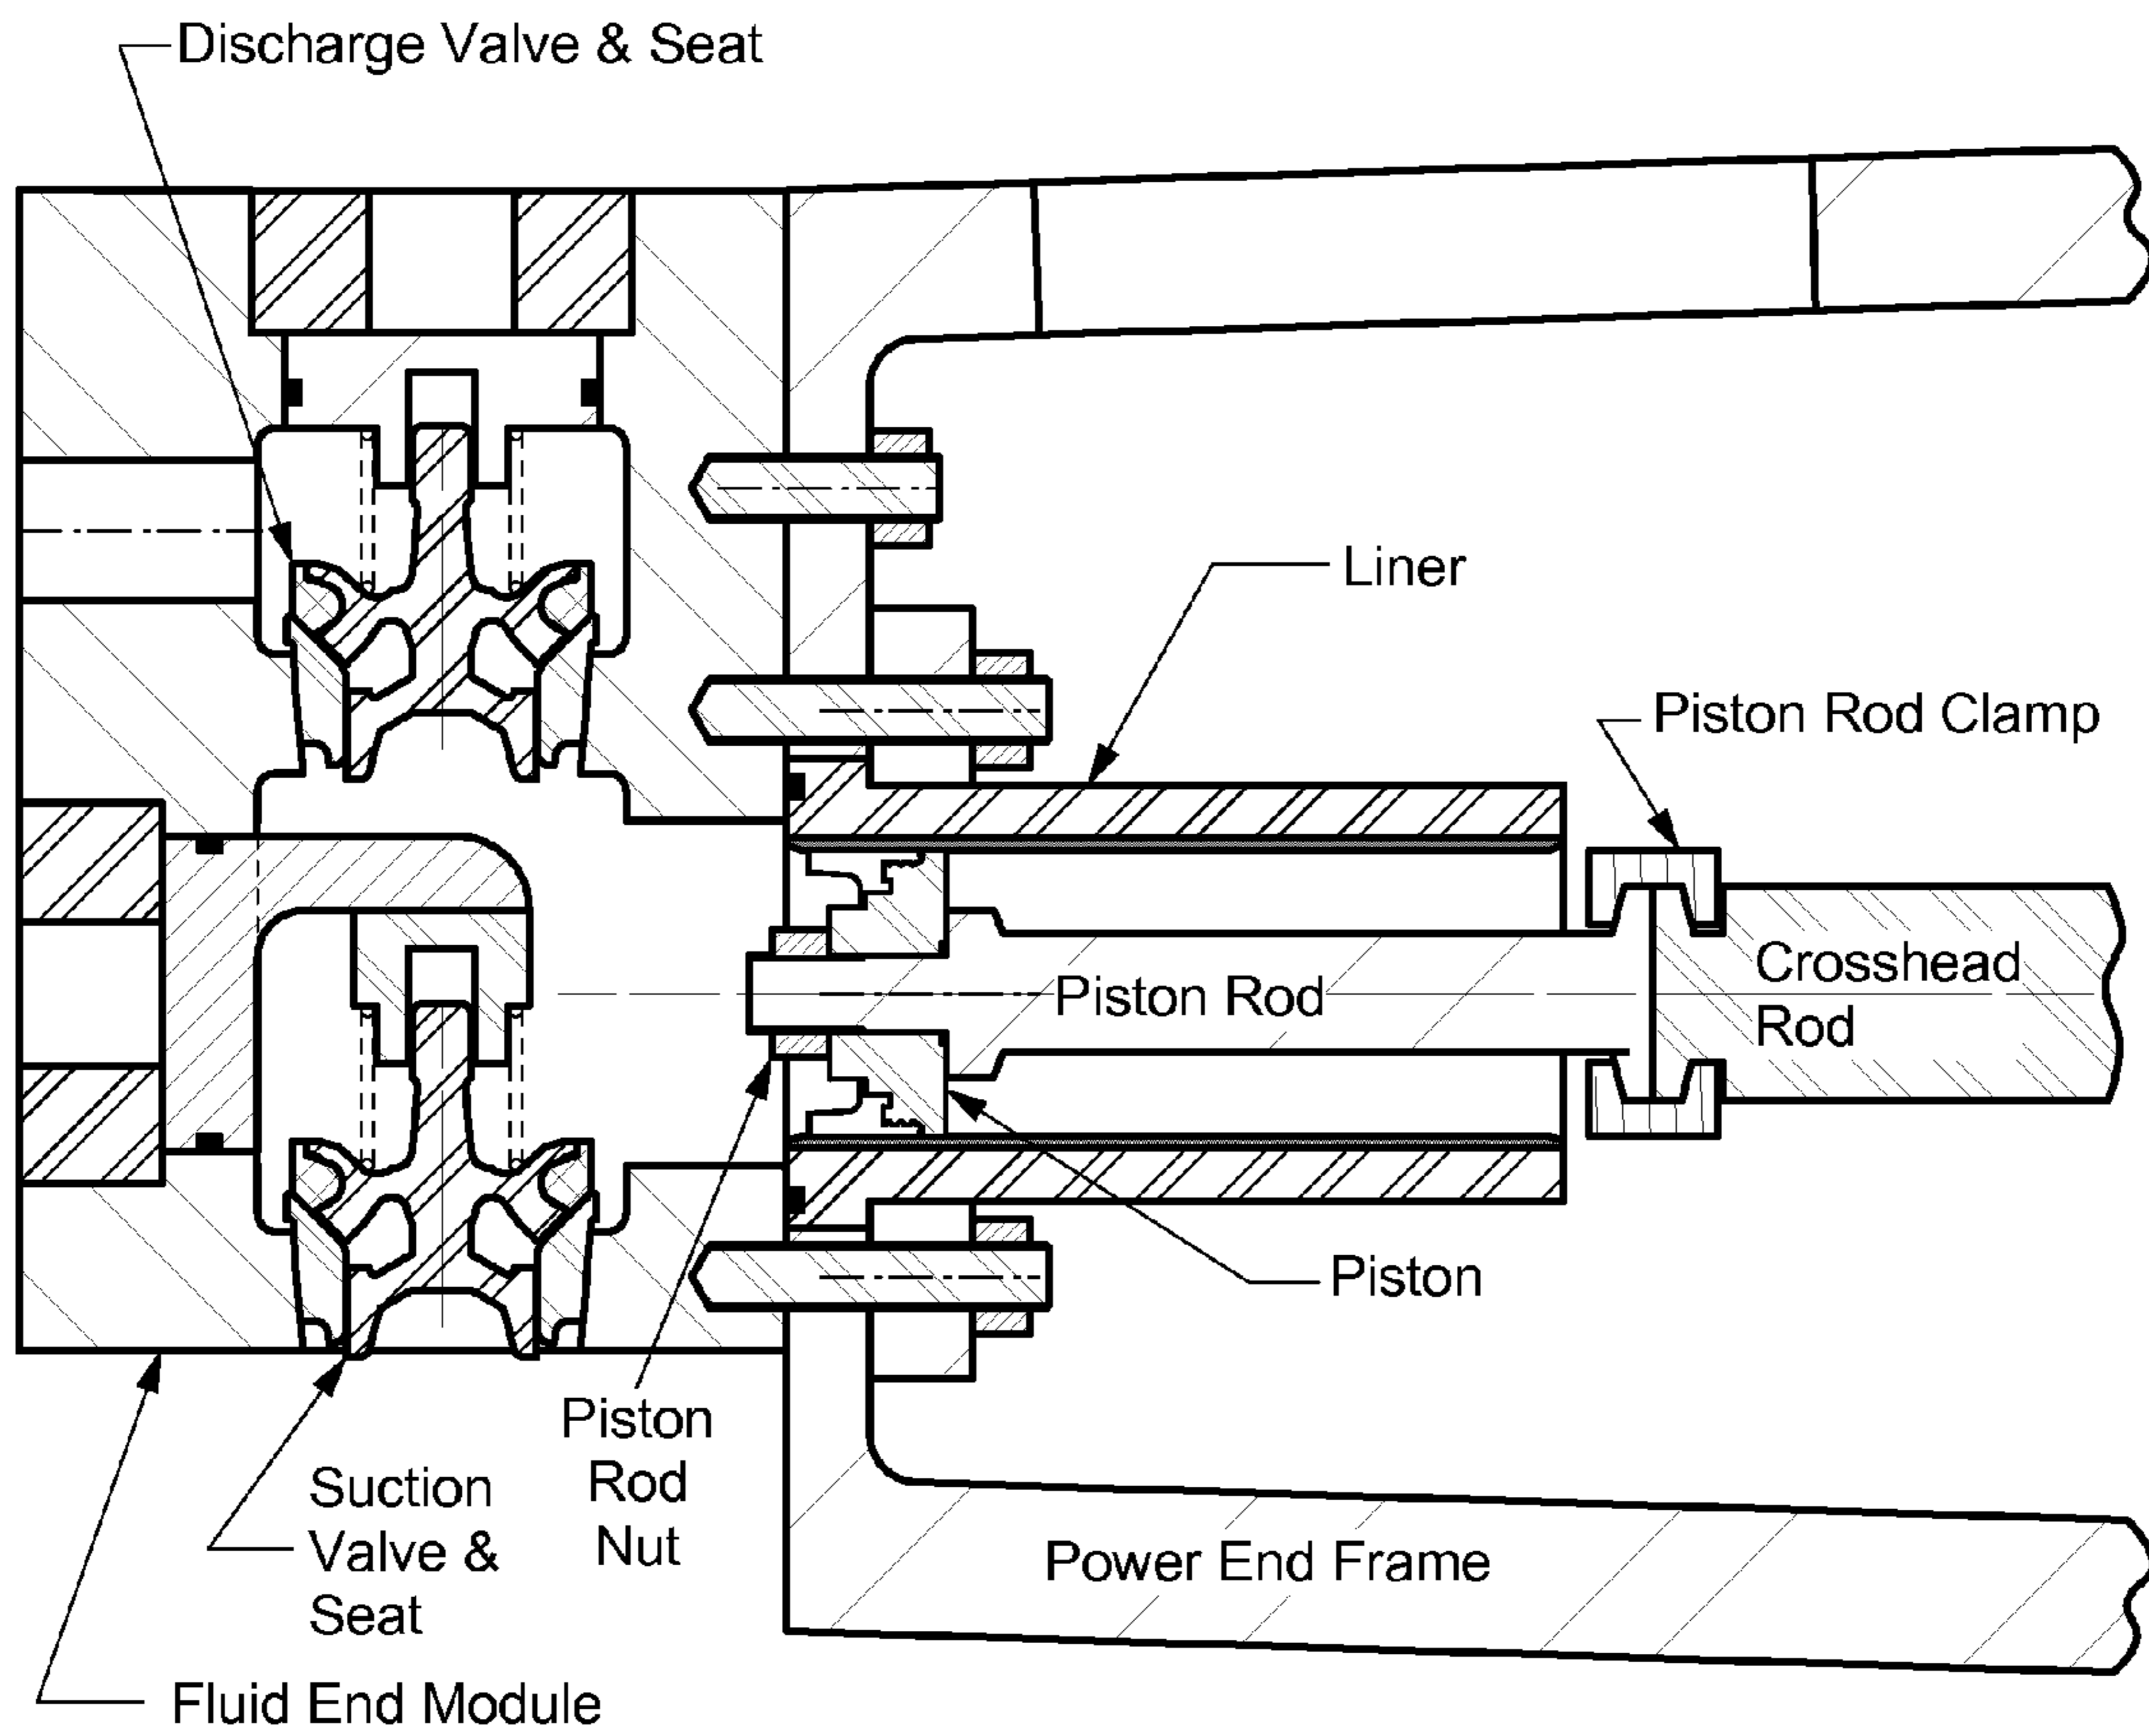 Discharge Valve & Seat
Liner
Piston Rod Clamp
Crosshead
Rod
Piston Rod
Piston
Piston
Rod
Nut
Suction
Valve &
Seat
Power End Frame
Fluid End Module